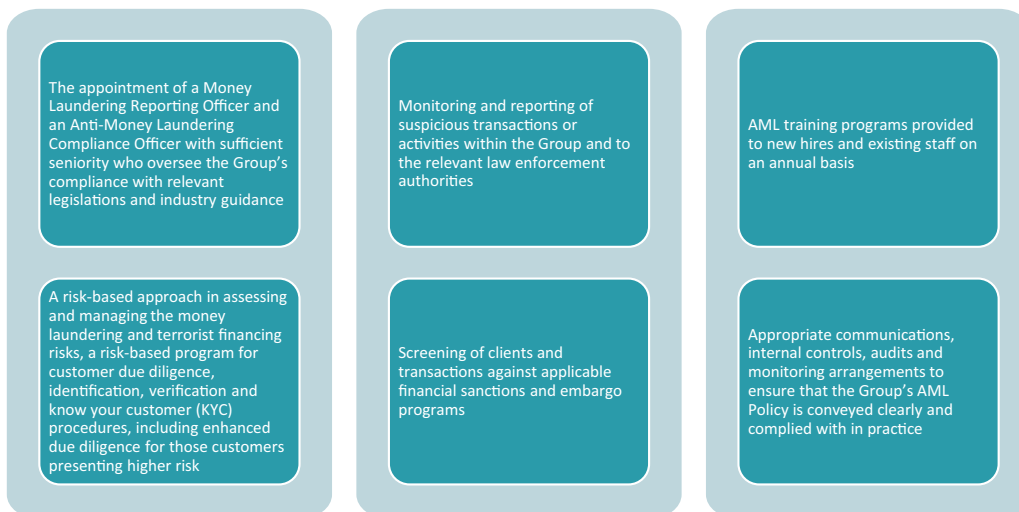 The appointment of a Money
Laundering Reporting Officer and
an Anti-Money Laundering
Compliance Officer with sufficient
seniority who oversee the Group's
compliance with relevant
legislations and industry guidance
A risk-based approach in assessing
and managing the money
laundering and terrorist financing
risks, a risk-based program for
customer due diligence,
identification, verification and
know your customer (KYC)
procedures, including enhanced
due diligence for those customers
presenting higher risk
Monitoring and reporting of
suspicious transactions or
activities within the Group and to
the relevant law enforcement
authorities
Screening of clients and
transactions against applicable
financial sanctions and embargo
programs
AML training programs provided
to new hires and existing staff on
an annual basis
Appropriate communications,
internal controls, audits and
monitoring arrangements to
ensure that the Group's AML
Policy is conveyed clearly and
complied with in practice